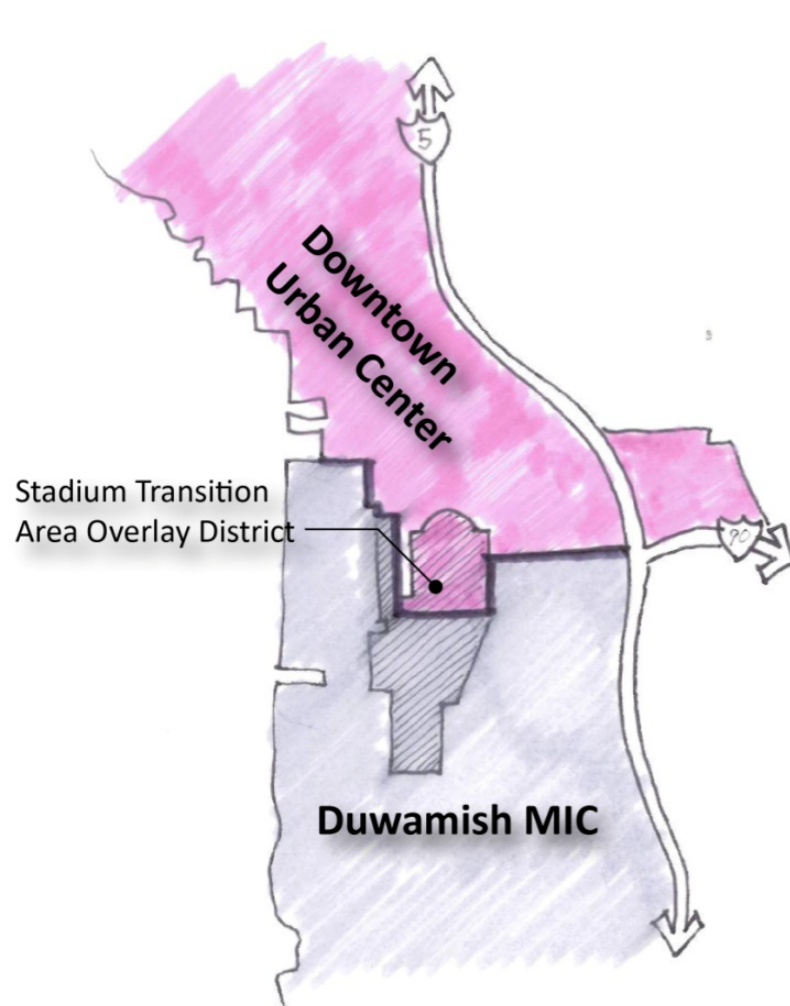 5
Downtown
Urban Center
Stadium Transition
Area Overlay District
90
Duwamish MIC